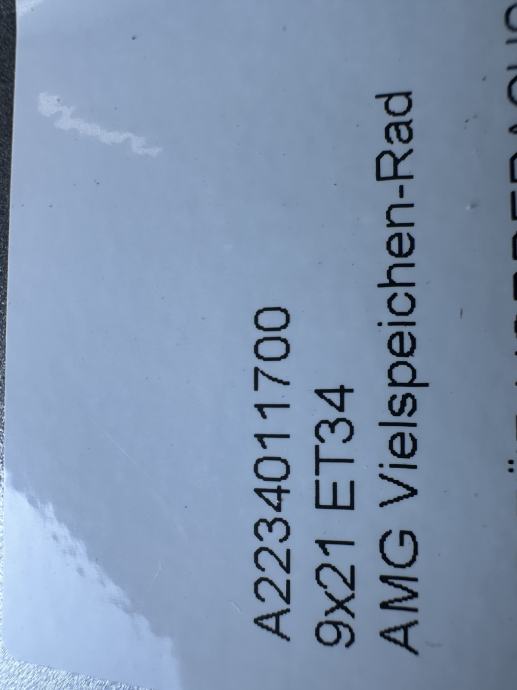 A2234011700
9x21 ET34
AMG Vielspeichen-Rad